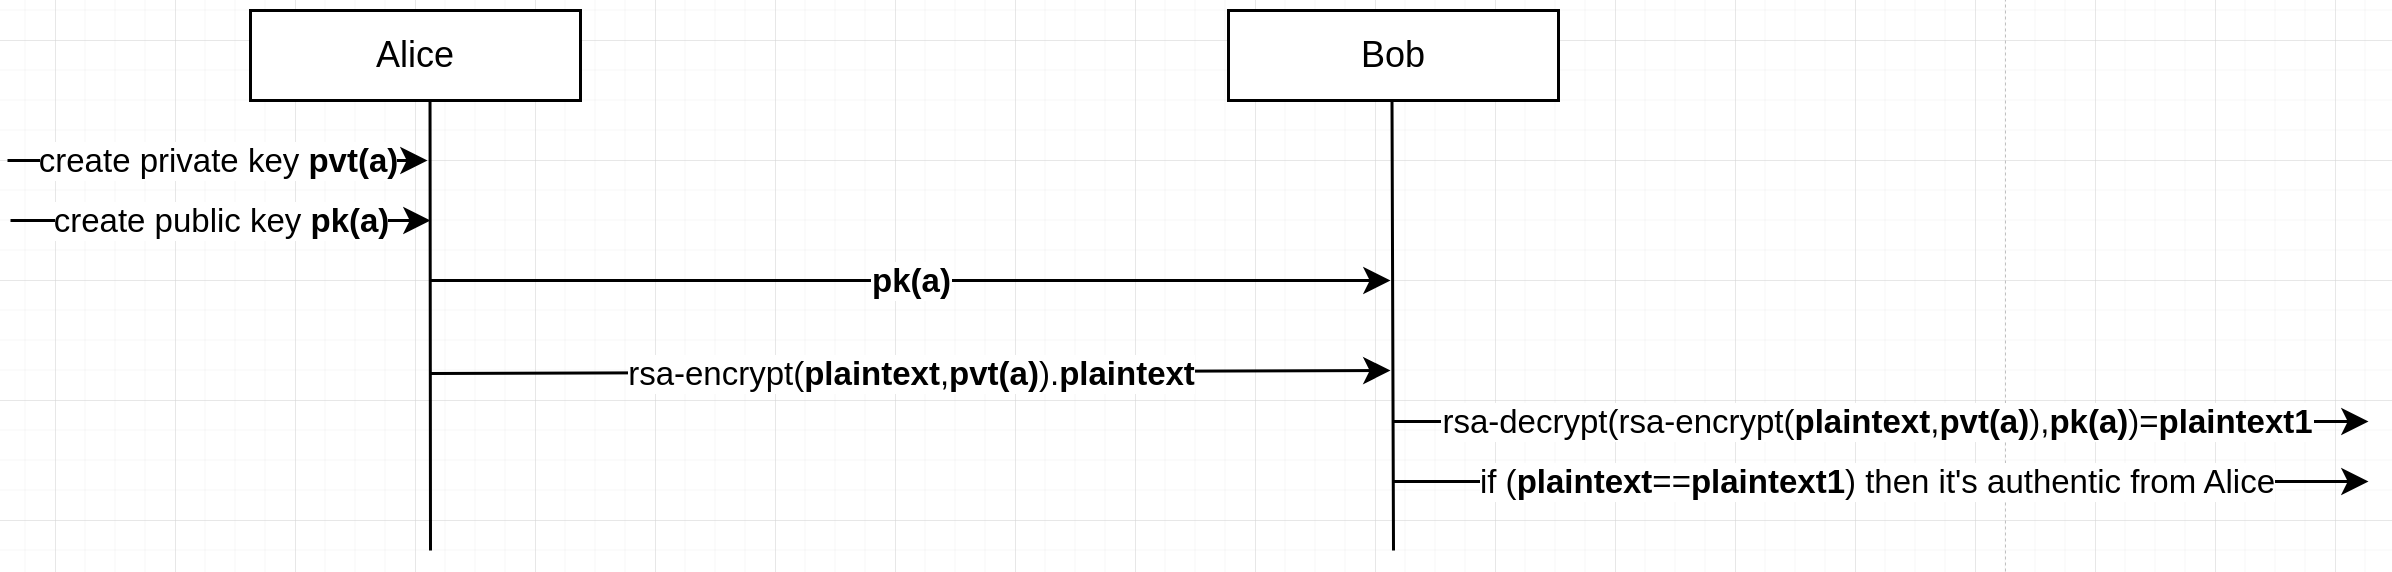 Alice
Bob
create private key pvt(a)
create public key pk(a)
pk(a)
rsa-encrypt(plaintext,pvt(a)).plaintext
rsa-decrypt(rsa-encrypt(plaintext,pvt(a)),pk(a))=plaintext1
if (plaintext==plaintext1) then it's authentic from Alice